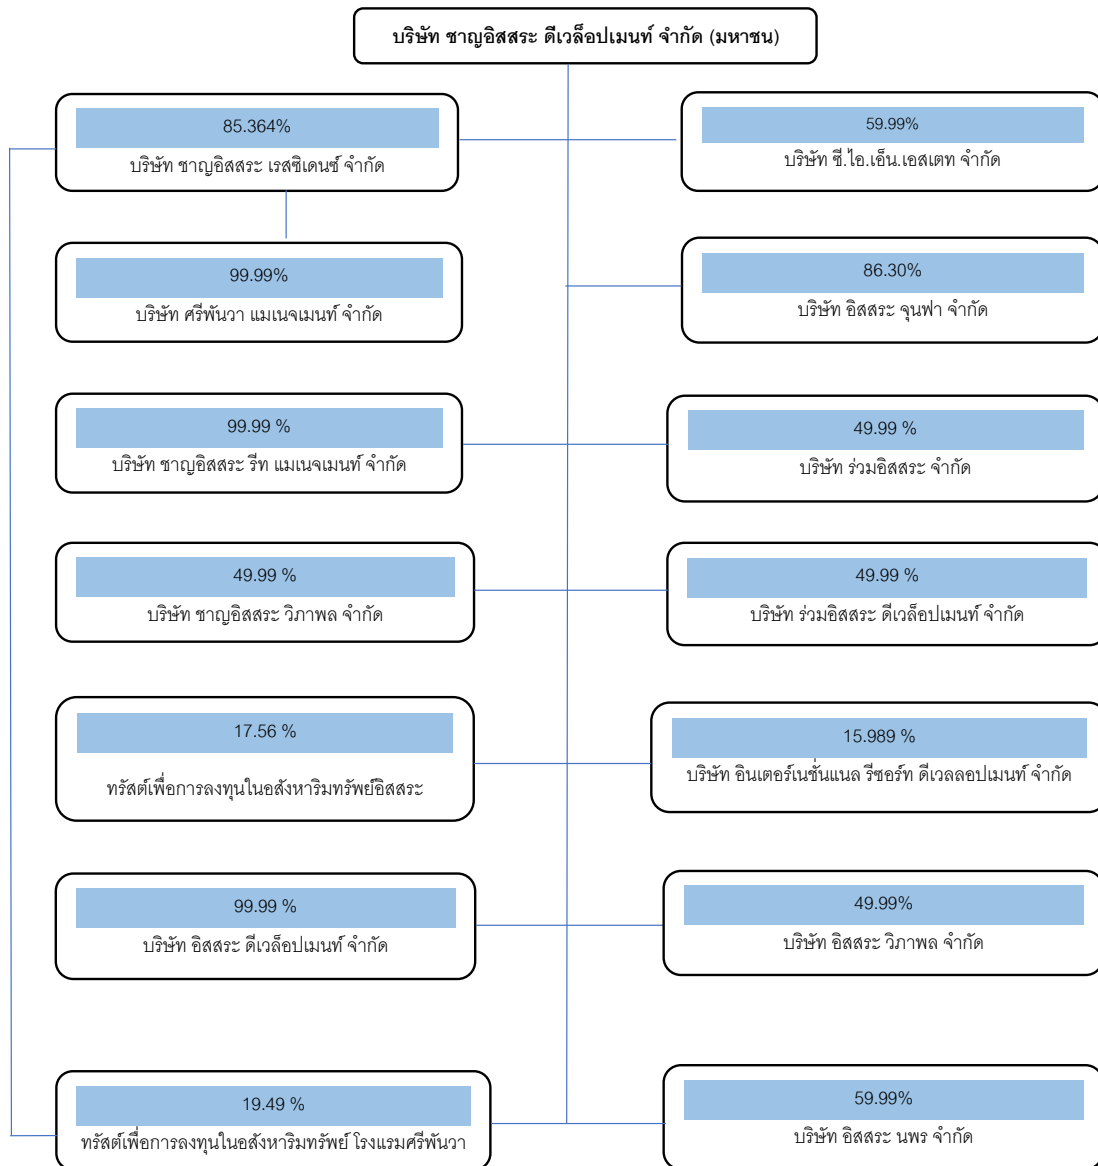 บริษัท ชาญอิสสระ ดีเวล็อปเมนท์ จำกัด (มหาชน)
85.364%
บริษัท ชาญอิสสระ เรสซิเดนซ์ จำกัด
59.99%
บริษัท ซี.ไอ.เอ็น.เอสเตท จำกัด
99.99%
บริษัท ศรีพันวา แมเนจเมนท์ จำกัด
86.30%
บริษัท อิสสระ จุนฟา จำกัด
99.99 %
บริษัท ชาญอิสสระ รีท แมเนจเมนท์ จำกัด
49.99 %
บริษัท ร่วมอิสสระ จำกัด
49.99 %
บริษัท ชาญอิสสระ วิภาพล จำกัด
49.99 %
บริษัท ร่วมอิสสระ ดีเวล็อปเมนท์ จำกัด
17.56 %
ทรัสต์เพื่อการลงทุนในอสังหาริมทรัพย์อิสสระ
15.989 %
บริษัท อินเตอร์เนชั่นแนล รีซอร์ท ดีเวลลอปเมนท์ จำกัด
99.99 %
บริษัท อิสสระ ดีเวล็อปเมนท์ จำกัด
49.99%
บริษัท อิสสระ วิภาพล จำกัด
19.49 %
ทรัสต์เพื่อการลงทุนในอสังหาริมทรัพย์ โรงแรมศรีพันวา
59.99%
บริษัท อิสสระ นพร จำกัด